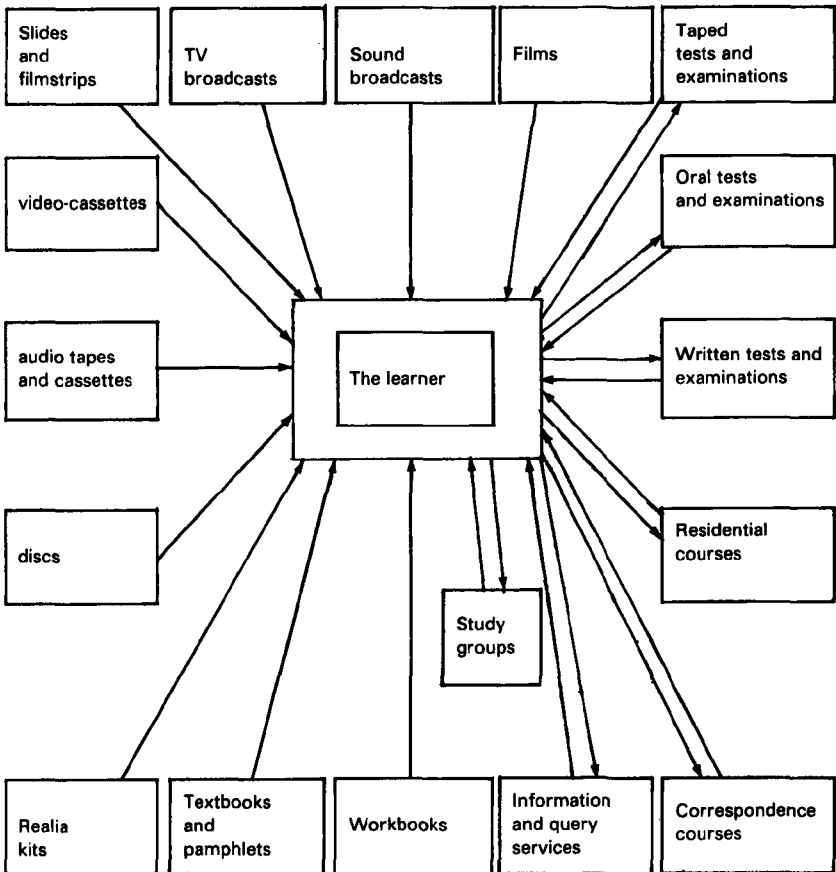 Slides
and
filmstrips
TV
broadcasts
Sound
broadcasts
Films
Taped
tests and
examinations
video-cassettes
Oral tests
and examinations
audio tapes
and cassettes
The learner
Written tests and
examinations
discs
Residential
courses
Study
groups
Realia
kits
Textbooks
and
pamphlets
Workbooks
Information
and query
services
Correspondence
courses